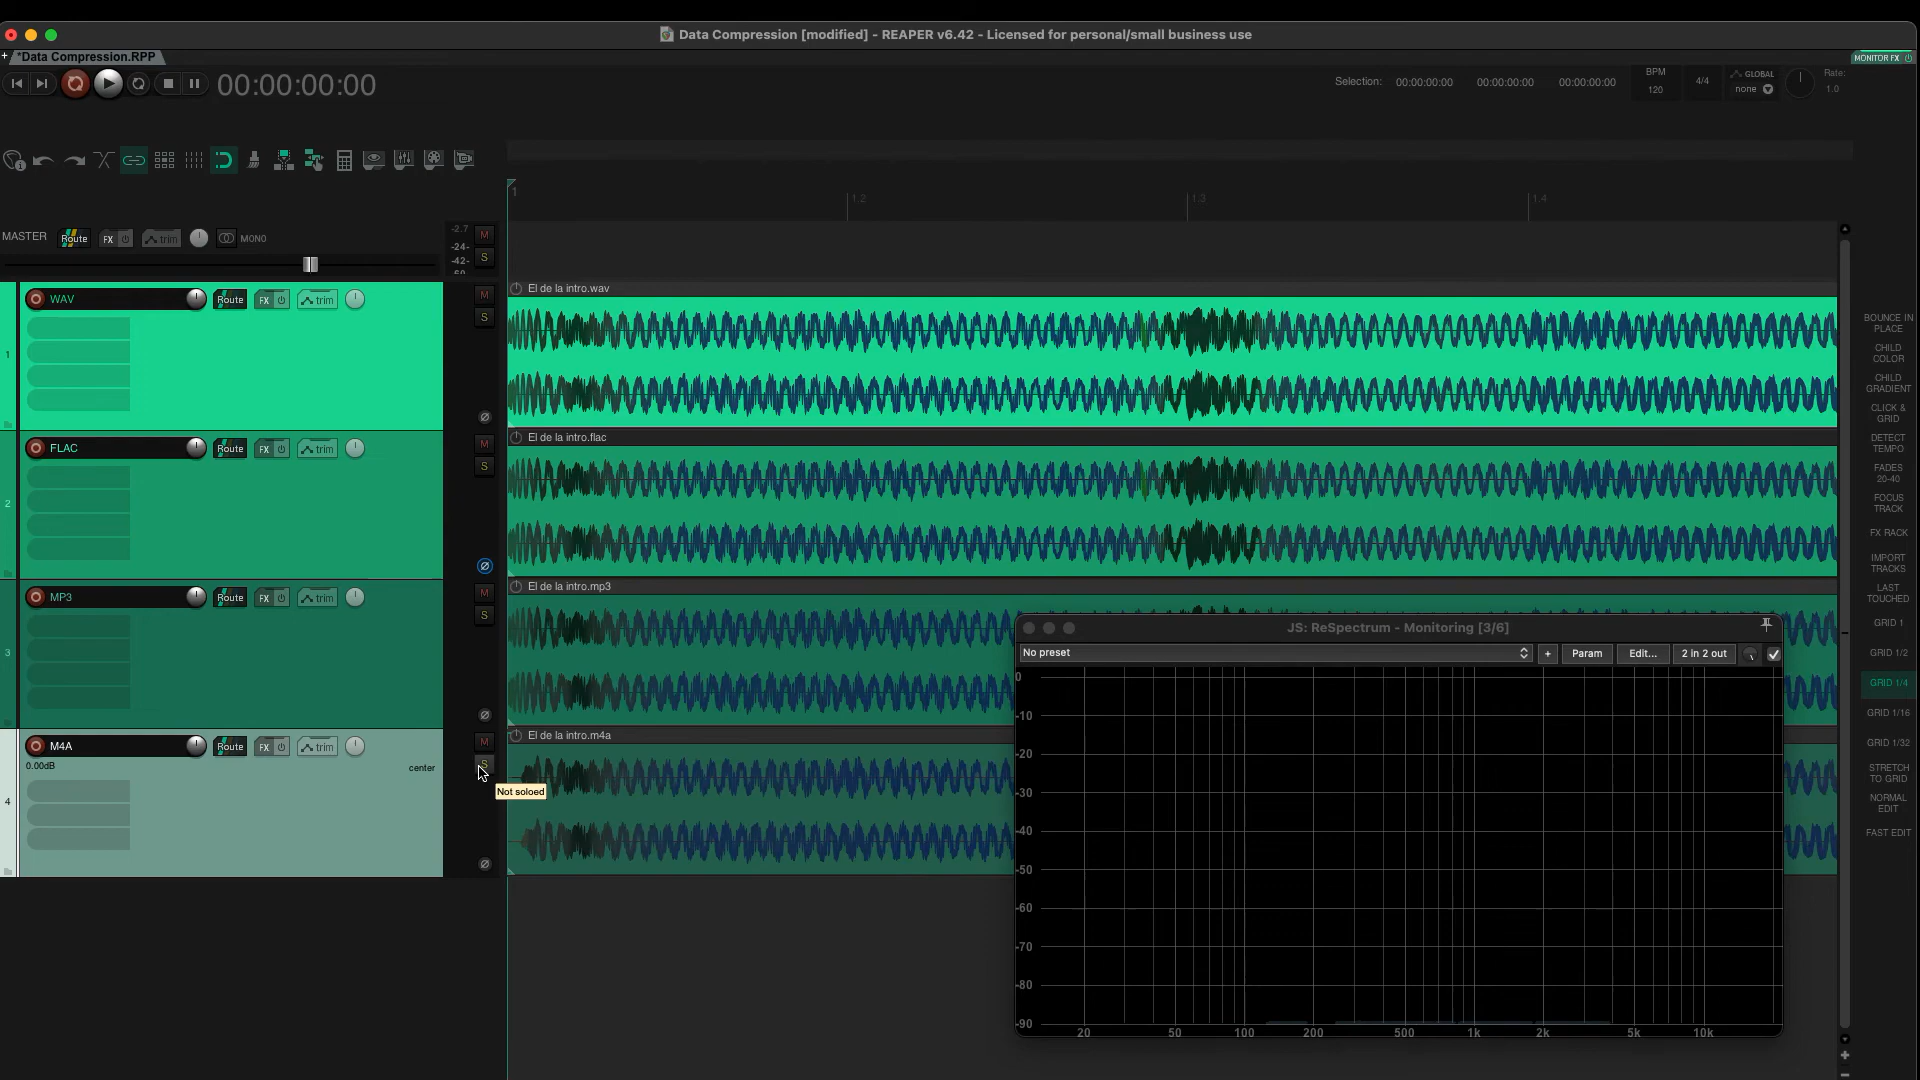 Data Compression [modified] - REAPER v6.42 - Licensed for personal/small business use
+ *Data Compression.RPP
MONITOR FX
00:00:00:00
Selection: 00:00:00:00 00:00:00:00 00:00:00:00
BPM
120
4/4
GLOBAL
none
Rate:
1.0
1
1.2
1.3
1.4
MASTER Route FX trim MONO
-2.7
-24-
-42-
-60
M
S
1
WAV Route FX trim
M
S
El de la intro.wav
2
FLAC Route FX trim
M
S
El de la intro.flac
3
MP3 Route FX trim
M
S
El de la intro.mp3
4
M4A Route FX trim
0.00dB
center
M
S
Not soloed
El de la intro.m4a
JS: ReSpectrum - Monitoring [3/6]
No preset + Param Edit... 2 in 2 out
0
-10
-20
-30
-40
-50
-60
-70
-80
-90
20 50 100 200 500 1k 2k 5k 10k
BOUNCE IN
PLACE
CHILD
COLOR
CHILD
GRADIENT
CLICK &
GRID
DETECT
TEMPO
FADES
20-40
FOCUS
TRACK
FX RACK
IMPORT
TRACKS
LAST
TOUCHED
GRID 1
GRID 1/2
GRID 1/4
GRID 1/16
GRID 1/32
STRETCH
TO GRID
NORMAL
EDIT
FAST EDIT